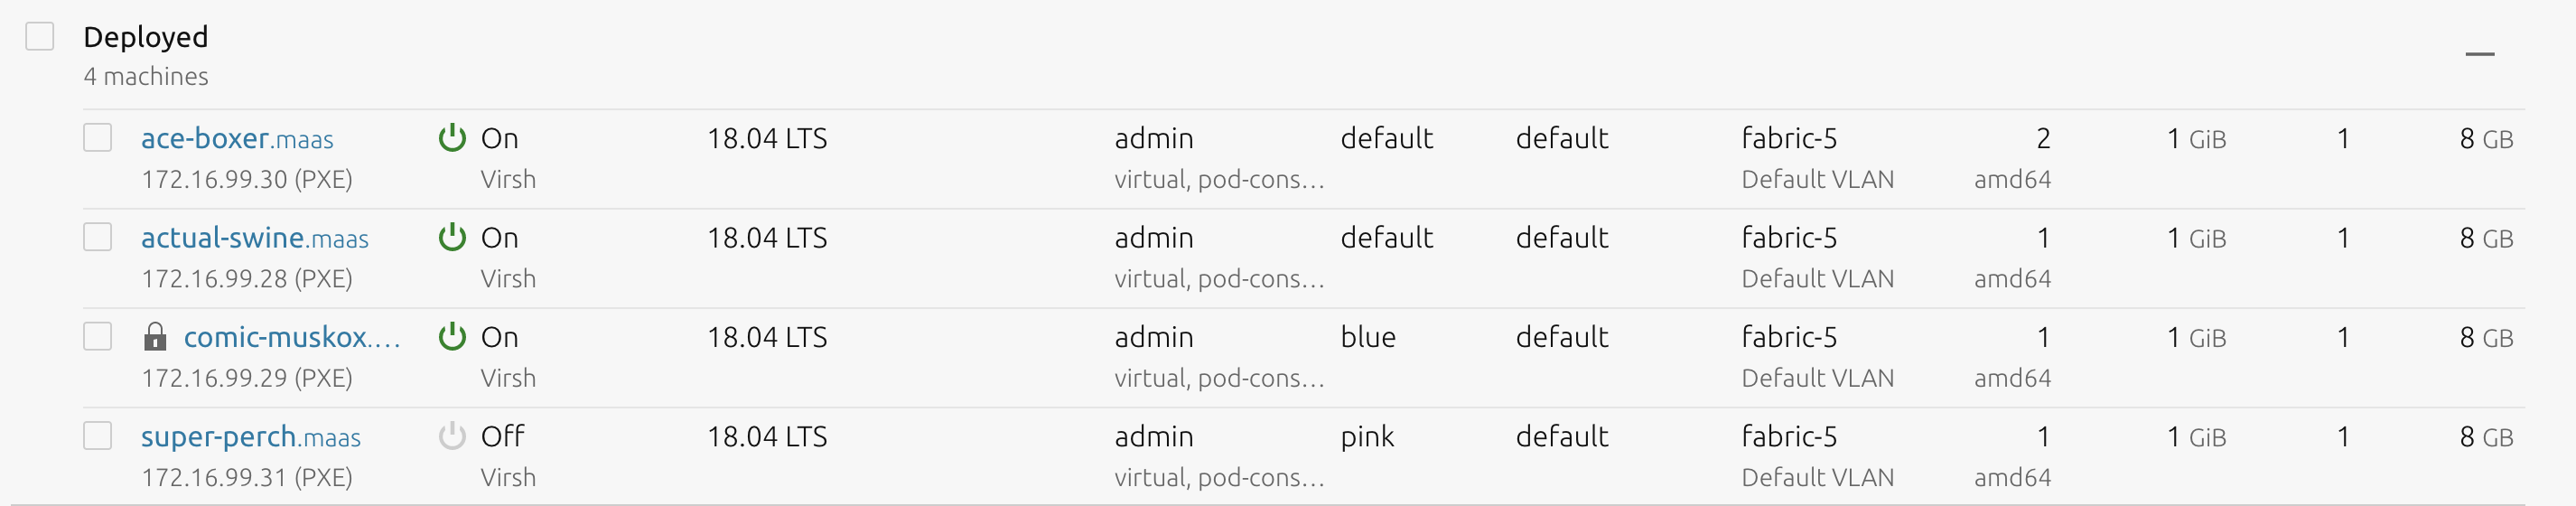 Deployed
4 machines
ace-boxer.maas On 18.04 LTS admin default default fabric-5 2 1 GiB 1 8 GB
172.16.99.30 (PXE) Virsh virtual, pod-cons... Default VLAN amd64
actual-swine.maas On 18.04 LTS admin default default fabric-5 1 1 GiB 1 8 GB
172.16.99.28 (PXE) Virsh virtual, pod-cons... Default VLAN amd64
comic-muskox.... On 18.04 LTS admin blue default fabric-5 1 1 GiB 1 8 GB
172.16.99.29 (PXE) Virsh virtual, pod-cons... Default VLAN amd64
super-perch.maas Off 18.04 LTS admin pink default fabric-5 1 1 GiB 1 8 GB
172.16.99.31 (PXE) Virsh virtual, pod-cons... Default VLAN amd64